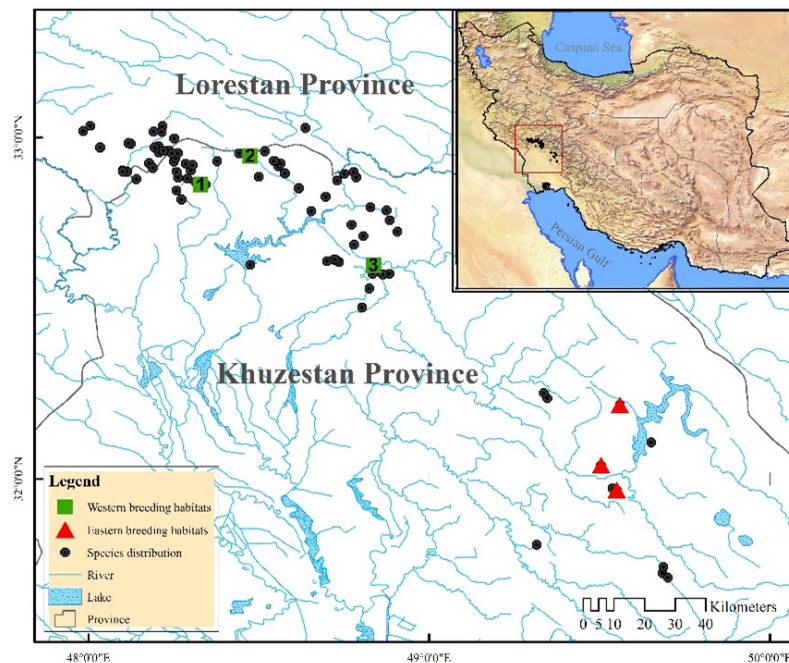 Caspian Sea
Persian Gulf
Lorestan Province
Khuzestan Province
1
2
3
33°0'0"N
32°0'0"N
Legend
Western breeding habitats
Eastern breeding habitats
Species distribution
River
Lake
Province
Kilometers
0 5 10 20 30 40
48°0'0"E
49°0'0"E
50°0'0"E